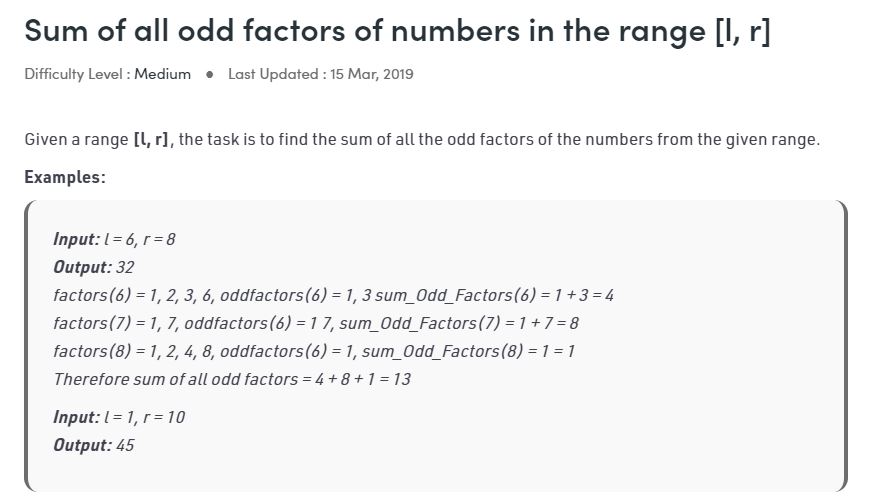 Sum of all odd factors of numbers in the range [l, r]
Difficulty Level : Medium ● Last Updated : 15 Mar, 2019
Given a range [l, r], the task is to find the sum of all the odd factors of the numbers from the given range.
Examples:
Input: l = 6, r = 8
Output: 32
factors(6) = 1, 2, 3, 6, oddfactors(6) = 1, 3 sum_Odd_Factors(6) = 1 + 3 = 4
factors(7) = 1, 7, oddfactors(6) = 1 7, sum_Odd_Factors(7) = 1 + 7 = 8
factors(8) = 1, 2, 4, 8, oddfactors(6) = 1, sum_Odd_Factors(8) = 1 = 1
Therefore sum of all odd factors = 4 + 8 + 1 = 13
Input: l = 1, r = 10
Output: 45